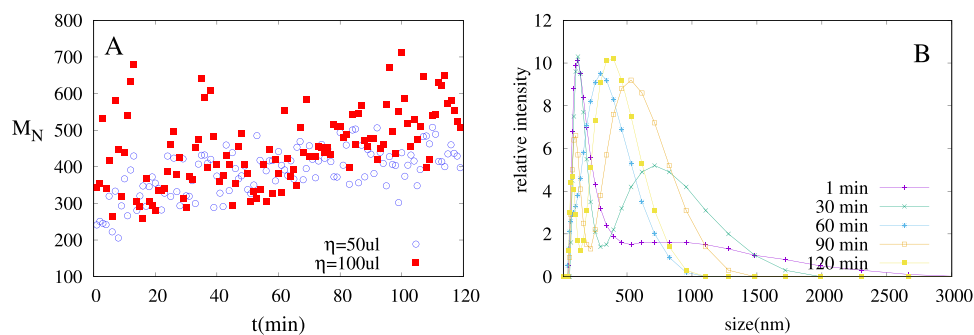 A
M_N
800
700
600
500
400
300
200
100
η=50ul
η=100ul
0
20
40
60
80
100
120
t(min)
B
relative intensity
12
10
8
6
4
2
0
1 min
30 min
60 min
90 min
120 min
500
1000
1500
2000
2500
3000
size(nm)